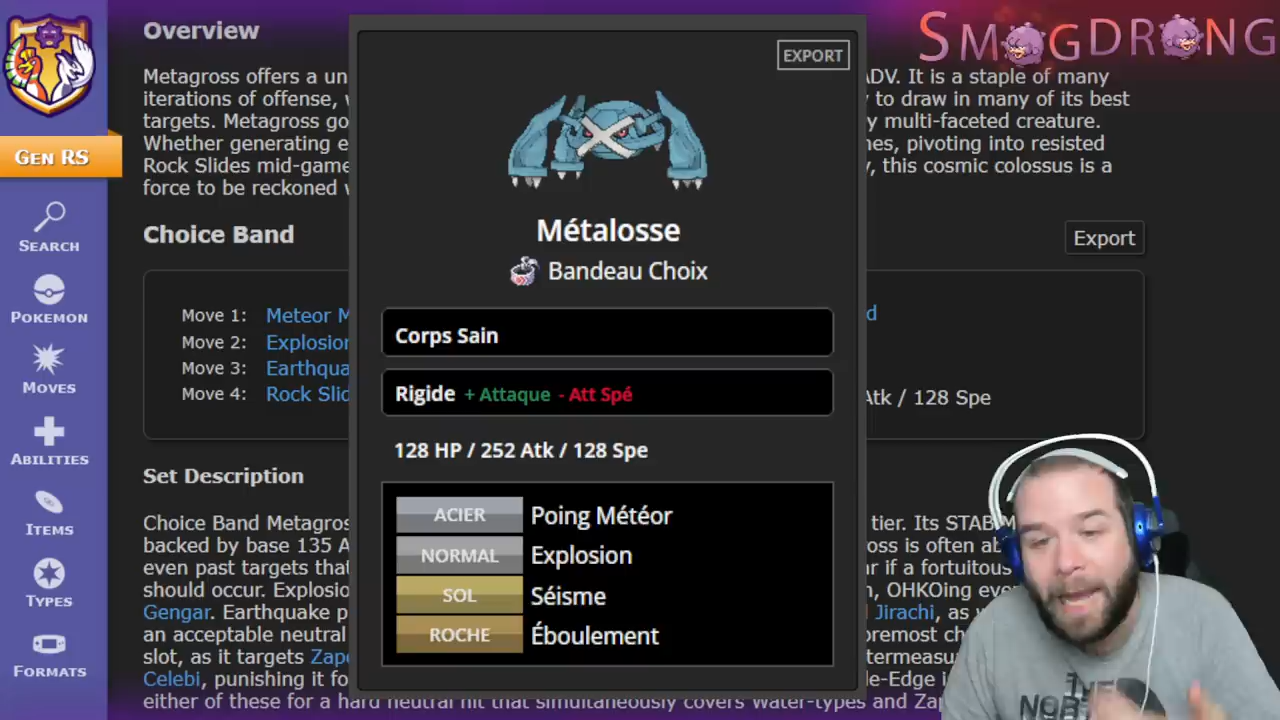 Overview
SMOGDRONG
EXPORT
Metagross offers a un
ADV. It is a staple of many
iterations of offense,
to draw in many of its best
targets. Metagross go
multi-faceted creature.
Whether generating e
nes, pivoting into resisted
Rock Slides mid-game
, this cosmic colossus is a
force to be reckoned
GEN RS
Métalosse
Choice Band
Export
Bandeau Choix
SEARCH
POKEMON
MOVES
ABILITIES
ITEMS
TYPES
FORMATS
Move 1: Meteor M
d
Move 2: Explosion
Move 3: Earthqua
Move 4: Rock Slid
Atk / 128 Spe
Corps Sain
Rigide + Attaque - Att Spé
128 HP / 252 Atk / 128 Spe
Set Description
ACIER Poing Météor
NORMAL Explosion
SOL Séisme
ROCHE Éboulement
Choice Band Metagros
tier. Its STAB M
backed by base 135 A
oss is often ab
even past targets that
ar if a fortuitous
should occur. Explosio
n, OHKOing eve
Gengar. Earthquake p
Jirachi, as
an acceptable neutral
oremost ch
slot, as it targets Zap
termeasu
Celebi, punishing it fo
le-Edge i
either of these for a hard neutral hit that simultaneously covers Water-types and Zap